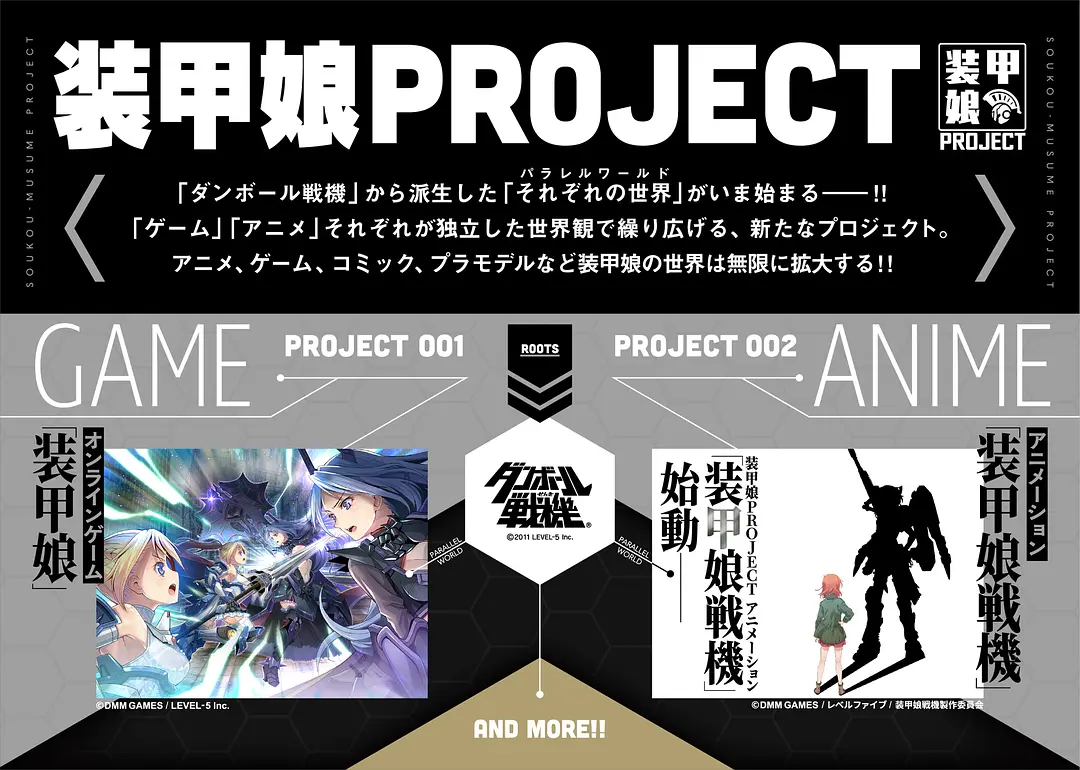 装甲娘PROJECT
装甲
娘
PROJECT
SOUKOU-MUSUME PROJECT
SOUKOU-MUSUME PROJECT
パラレルワールド
「ダンボール戦機」から派生した「それぞれの世界」がいま始まる――!!
「ゲーム」「アニメ」それぞれが独立した世界観で繰り広げる、新たなプロジェクト。
アニメ、ゲーム、コミック、プラモデルなど装甲娘の世界は無限に拡大する!!
GAME
PROJECT 001
ROOTS
PROJECT 002
ANIME
オンラインゲーム
「装甲娘」
©DMM GAMES / LEVEL-5 Inc.
ダンボール
せんき
戦機®
©2011 LEVEL-5 Inc.
PARALLEL
WORLD
PARALLEL
WORLD
装甲娘PROJECT アニメーション
「装甲娘戦機」
始動――
アニメーション
「装甲娘戦機」
©DMM GAMES / レベルファイブ / 装甲娘戦機製作委員会
AND MORE!!